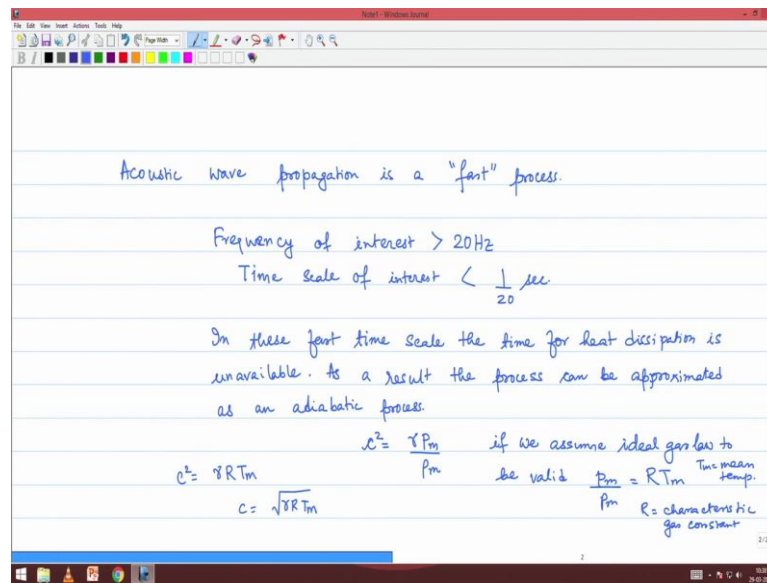 Note1 - Windows Journal
File Edit View Insert Actions Tools Help
Page Width
B I
Acoustic wave propagation is a "fast" process.
Frequency of interest > 20Hz
Time scale of interest < 1/20 sec.
In these fast time scale the time for heat dissipation is
unavailable. As a result the process can be approximated
as an adiabatic process.
c² = γPm/ρm if we assume ideal gas law to
be valid pm/ρm = RTm Tm = mean temp.
c² = γRTm
c = √γRTm
R = characteristic
gas constant
2